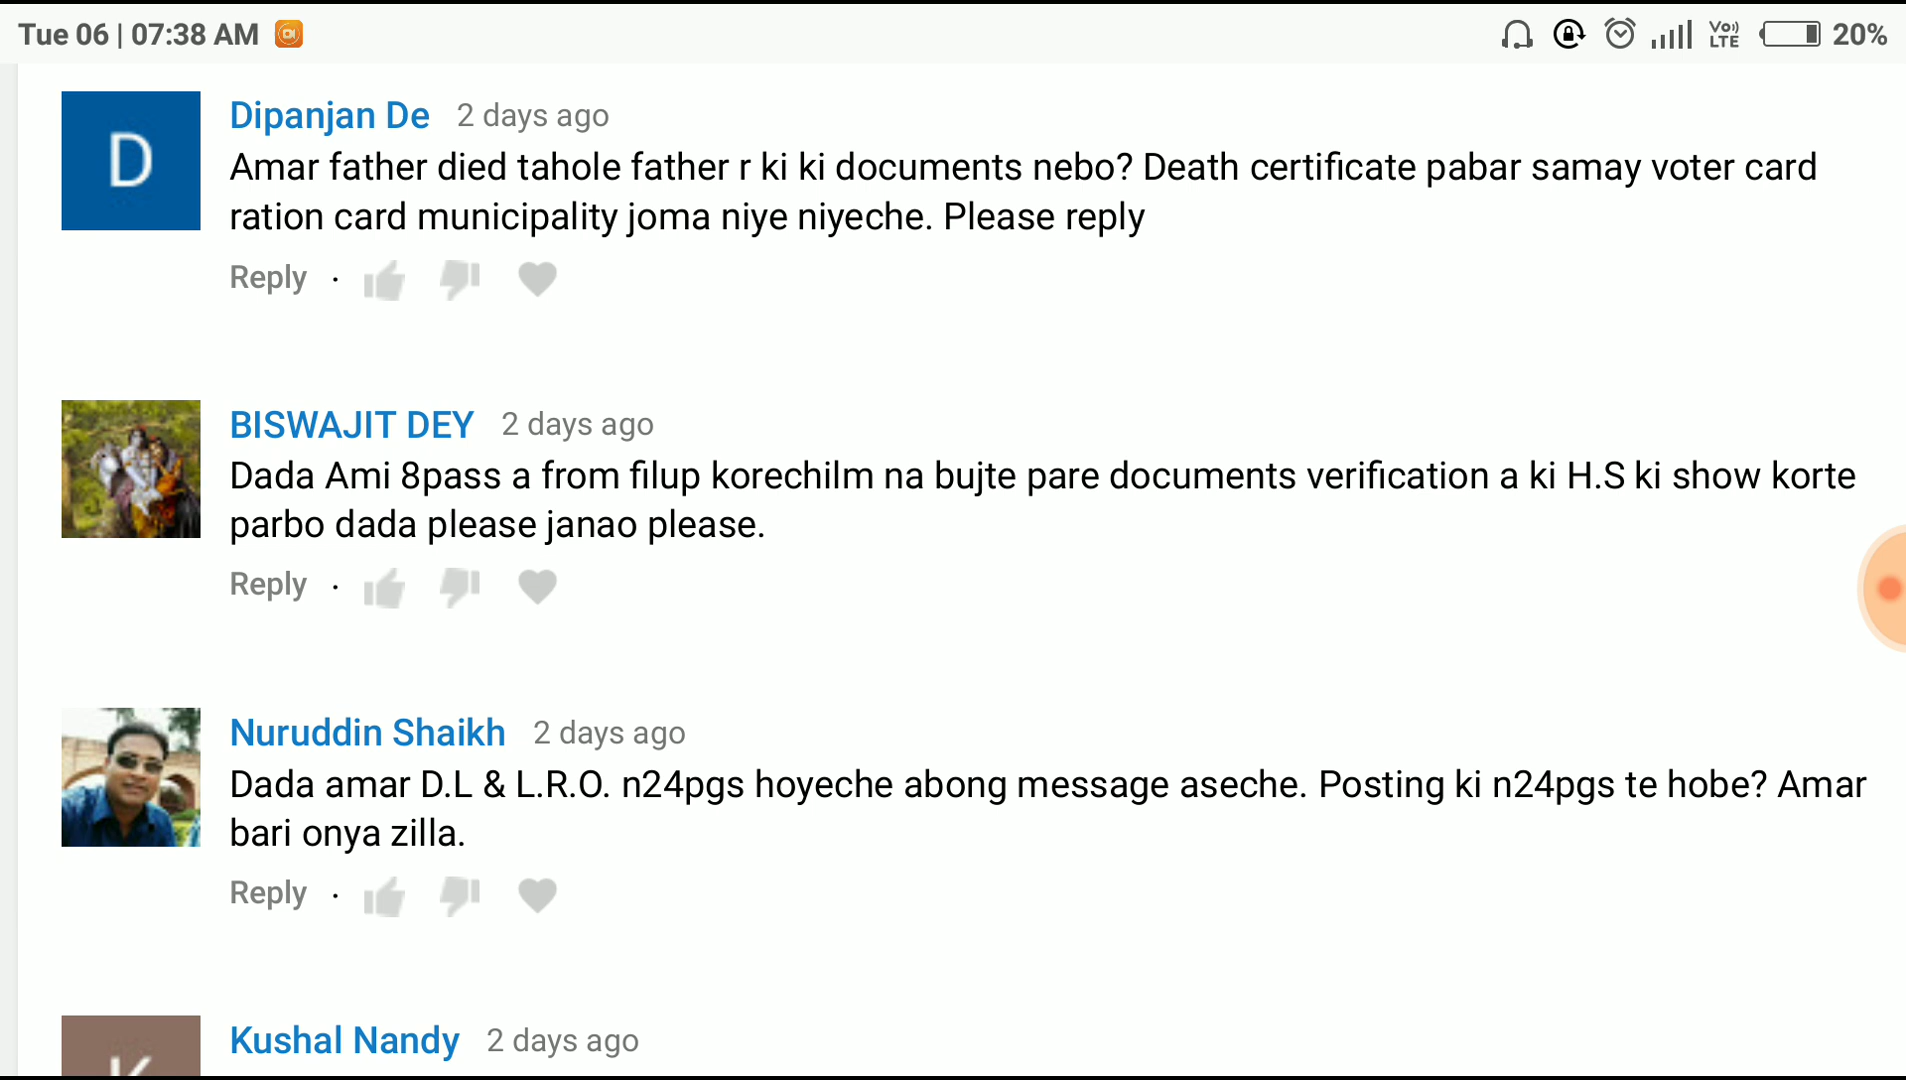 Tue 06 | 07:38 AM
Vo)) LTE
20%
D
Dipanjan De 2 days ago
Amar father died tahole father r ki ki documents nebo? Death certificate pabar samay voter card
ration card municipality joma niye niyeche. Please reply
Reply ·
BISWAJIT DEY 2 days ago
Dada Ami 8pass a from filup korechilm na bujte pare documents verification a ki H.S ki show korte
parbo dada please janao please.
Reply ·
Nuruddin Shaikh 2 days ago
Dada amar D.L & L.R.O. n24pgs hoyeche abong message aseche. Posting ki n24pgs te hobe? Amar
bari onya zilla.
Reply ·
K
Kushal Nandy 2 days ago